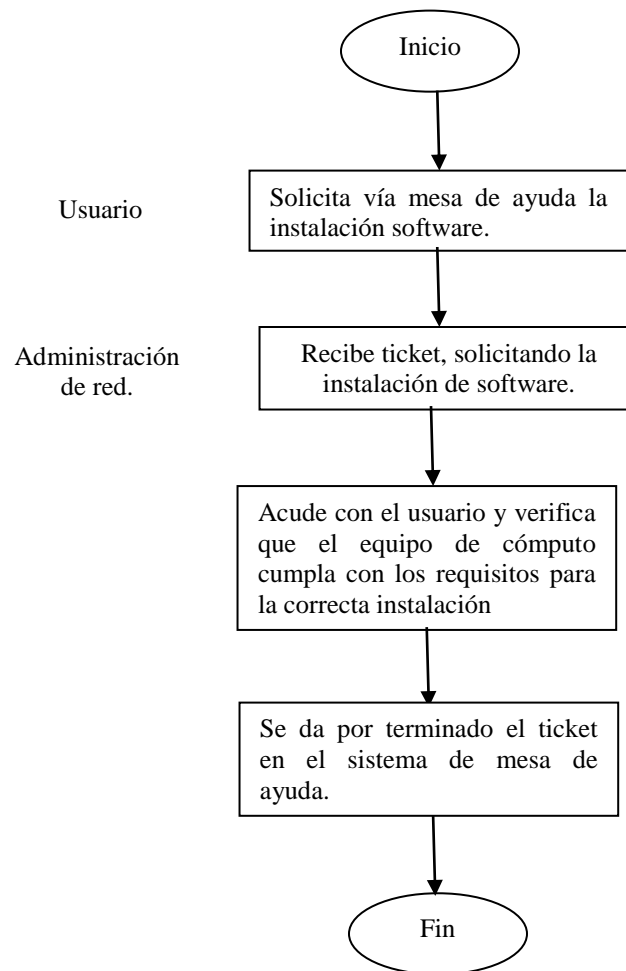 Inicio
Usuario
Solicita vía mesa de ayuda la
instalación software.
Administración
de red.
Recibe ticket, solicitando la
instalación de software.
Acude con el usuario y verifica
que el equipo de cómputo
cumpla con los requisitos para
la correcta instalación
Se da por terminado el ticket
en el sistema de mesa de
ayuda.
Fin